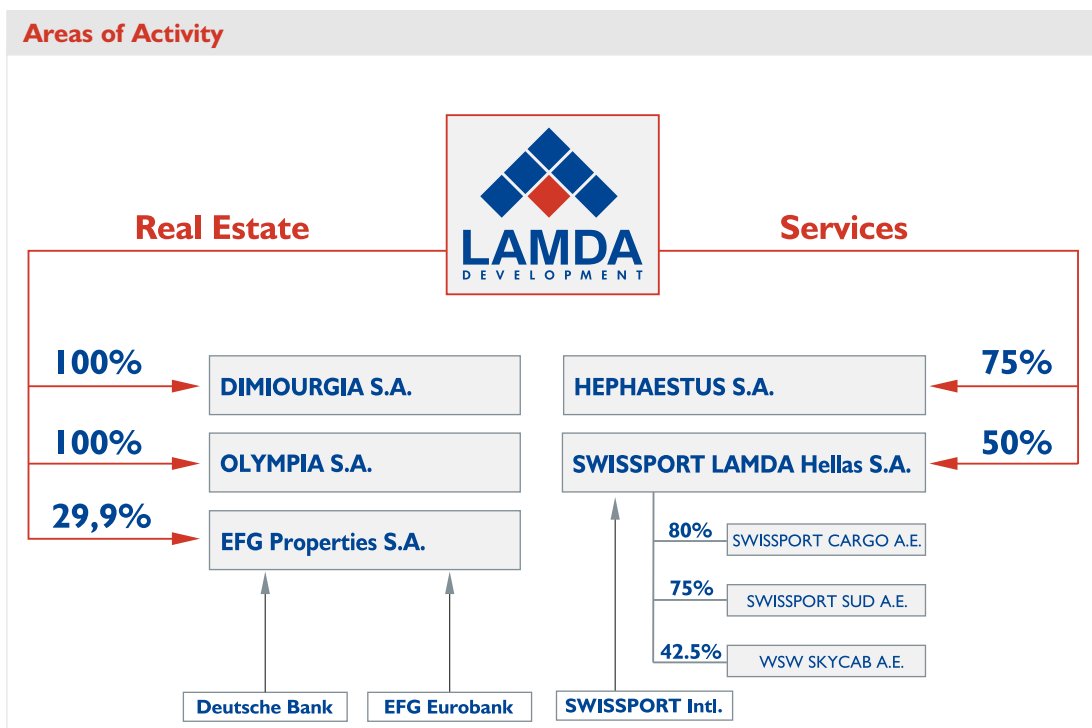 Areas of Activity
LAMDA
DEVELOPMENT
Real Estate
Services
100%
DIMIOURGIA S.A.
100%
OLYMPIA S.A.
29,9%
EFG Properties S.A.
Deutsche Bank
EFG Eurobank
HEPHAESTUS S.A.
75%
SWISSPORT LAMDA Hellas S.A.
50%
80%
SWISSPORT CARGO A.E.
75%
SWISSPORT SUD A.E.
42.5%
WSW SKYCAB A.E.
SWISSPORT Intl.